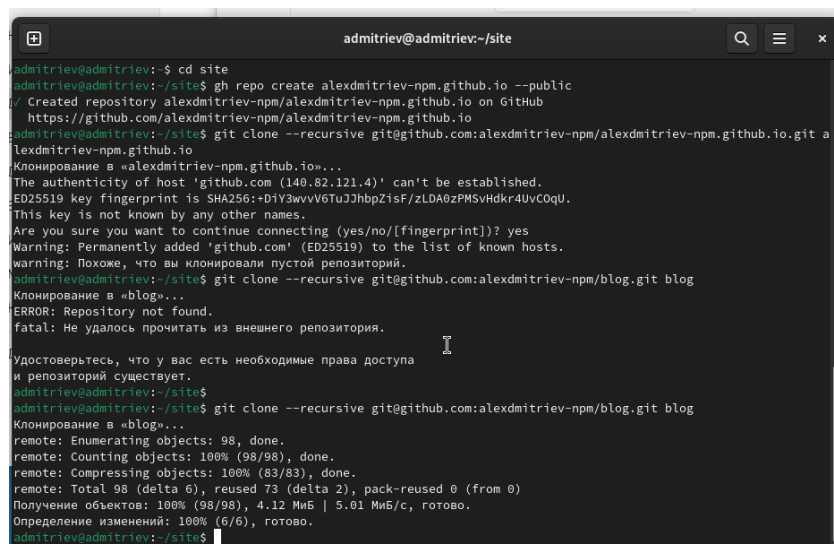 admitriev@admitriev:~/site
admitriev@admitriev:~$ cd site
admitriev@admitriev:~/site$ gh repo create alexdmitriev-npm.github.io --public
✓ Created repository alexdmitriev-npm/alexdmitriev-npm.github.io on GitHub
https://github.com/alexdmitriev-npm/alexdmitriev-npm.github.io
admitriev@admitriev:~/site$ git clone --recursive git@github.com:alexdmitriev-npm/alexdmitriev-npm.github.io.git a
lexdmitriev-npm.github.io
Клонирование в «alexdmitriev-npm.github.io»...
The authenticity of host 'github.com (140.82.121.4)' can't be established.
ED25519 key fingerprint is SHA256:+DiY3wvvV6TuJJhbpZisF/zLDA0zPMSvHdkr4UvCOqU.
This key is not known by any other names.
Are you sure you want to continue connecting (yes/no/[fingerprint])? yes
Warning: Permanently added 'github.com' (ED25519) to the list of known hosts.
warning: Похоже, что вы клонировали пустой репозиторий.
admitriev@admitriev:~/site$ git clone --recursive git@github.com:alexdmitriev-npm/blog.git blog
Клонирование в «blog»...
ERROR: Repository not found.
fatal: Не удалось прочитать из внешнего репозитория.
Удостоверьтесь, что у вас есть необходимые права доступа
и репозиторий существует.
admitriev@admitriev:~/site$
admitriev@admitriev:~/site$ git clone --recursive git@github.com:alexdmitriev-npm/blog.git blog
Клонирование в «blog»...
remote: Enumerating objects: 98, done.
remote: Counting objects: 100% (98/98), done.
remote: Compressing objects: 100% (83/83), done.
remote: Total 98 (delta 6), reused 73 (delta 2), pack-reused 0 (from 0)
Получение объектов: 100% (98/98), 4.12 МиБ | 5.01 МиБ/с, готово.
Определение изменений: 100% (6/6), готово.
admitriev@admitriev:~/site$